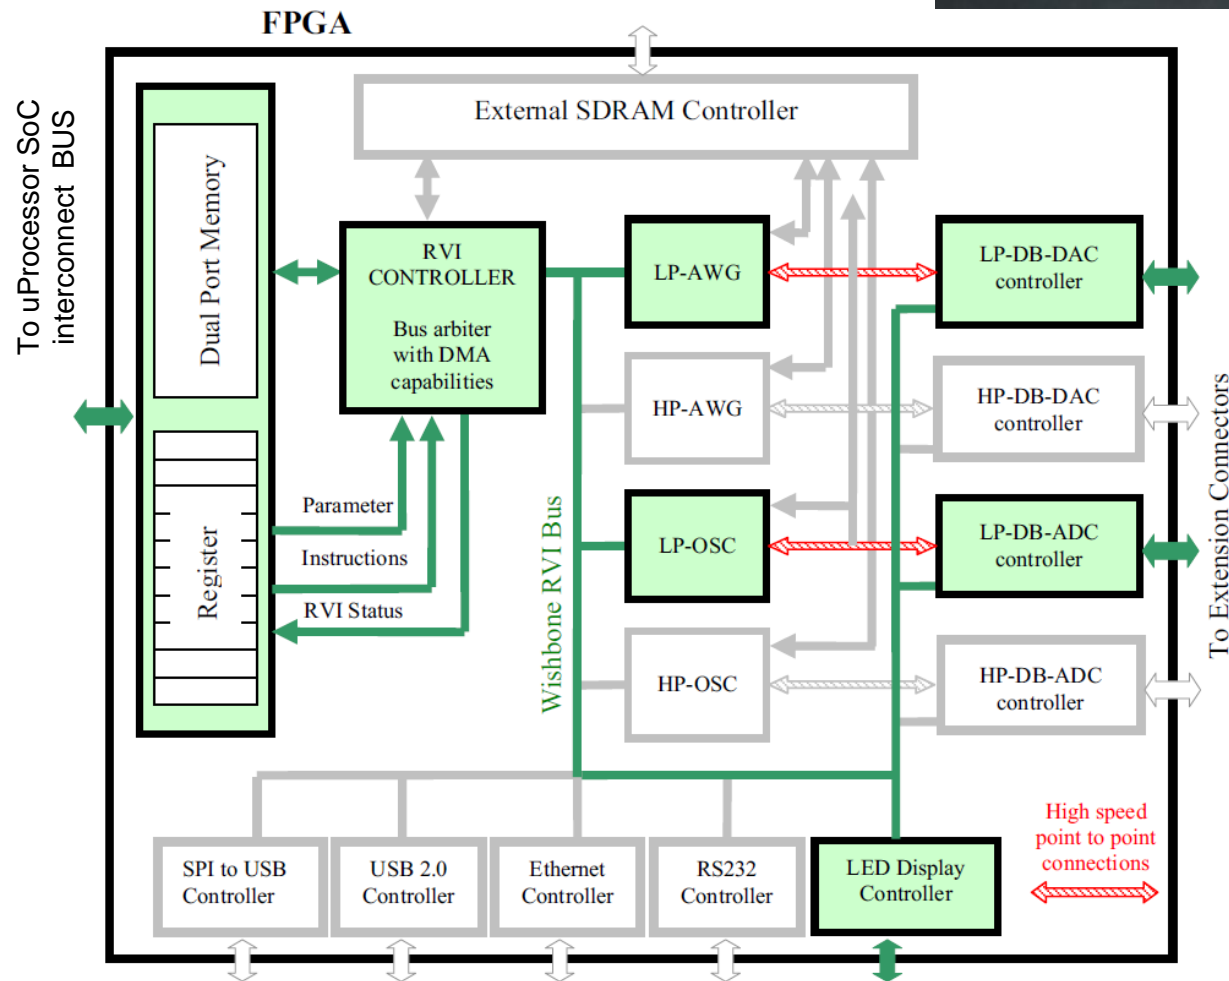 FPGA
To uProcessor SoC
interconnect BUS
External SDRAM Controller
Dual Port Memory
RVI
CONTROLLER
Bus arbiter
with DMA
capabilities
LP-AWG
LP-DB-DAC
controller
HP-AWG
HP-DB-DAC
controller
Register
Parameter
Instructions
RVI Status
Wishbone RVI Bus
LP-OSC
LP-DB-ADC
controller
HP-OSC
HP-DB-ADC
controller
To Extension Connectors
SPI to USB
Controller
USB 2.0
Controller
Ethernet
Controller
RS232
Controller
LED Display
Controller
High speed
point to point
connections